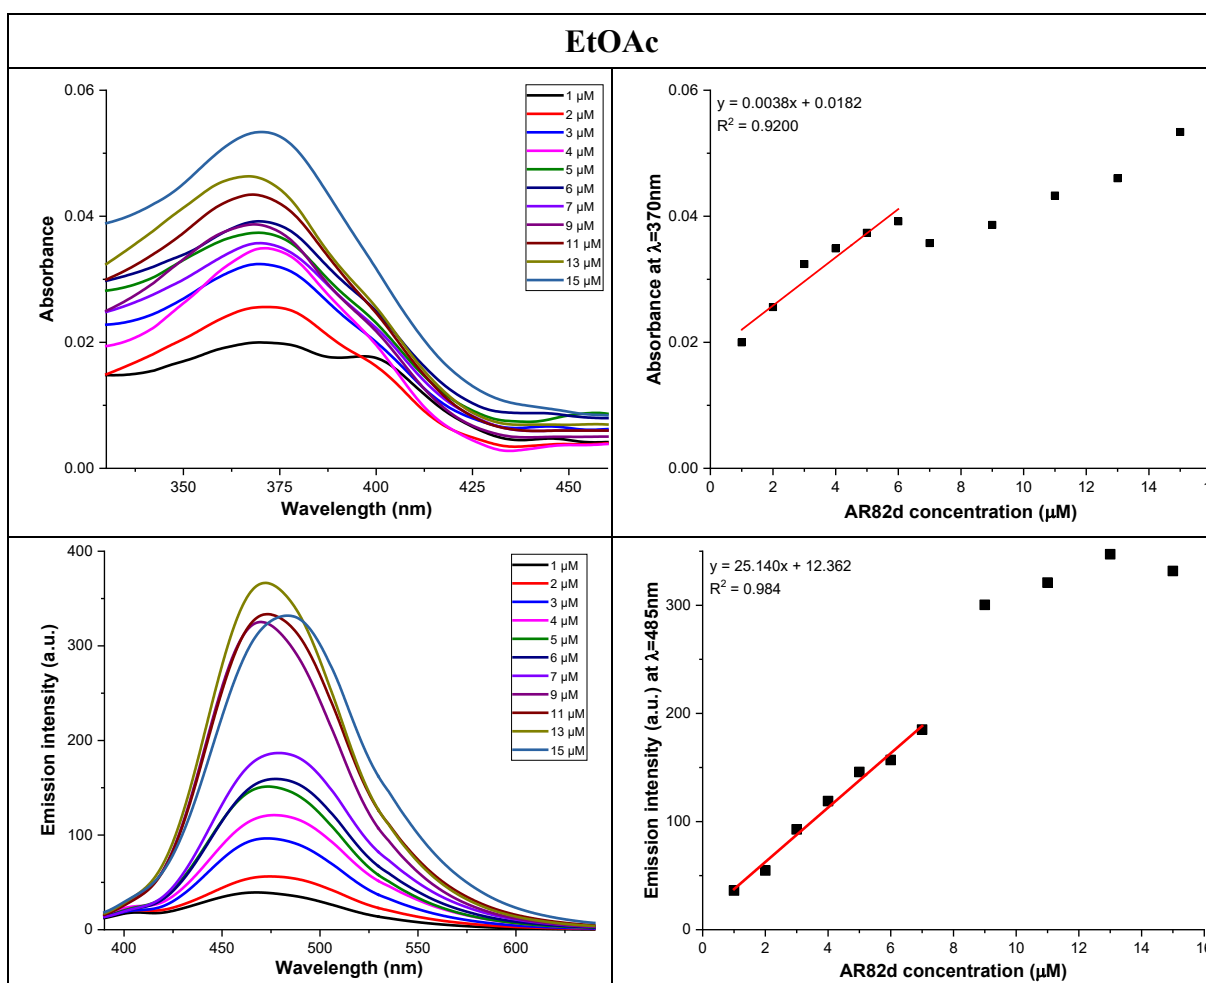 EtOAc
0.06
0.04
0.02
0.00
Absorbance
350
375
400
425
450
Wavelength (nm)
1 µM
2 µM
3 µM
4 µM
5 µM
6 µM
7 µM
9 µM
11 µM
13 µM
15 µM
y = 0.0038x + 0.0182
R² = 0.9200
0.06
0.04
0.02
0.00
Absorbance at λ=370nm
0
2
4
6
8
10
12
14
AR82d concentration (µM)
400
300
200
100
0
Emission intensity (a.u.)
400
450
500
550
600
Wavelength (nm)
1 µM
2 µM
3 µM
4 µM
5 µM
6 µM
7 µM
9 µM
11 µM
13 µM
15 µM
y = 25.140x + 12.362
R² = 0.984
300
200
100
0
Emission intensity (a.u.) at λ=485nm
0
2
4
6
8
10
12
14
16
AR82d concentration (µM)